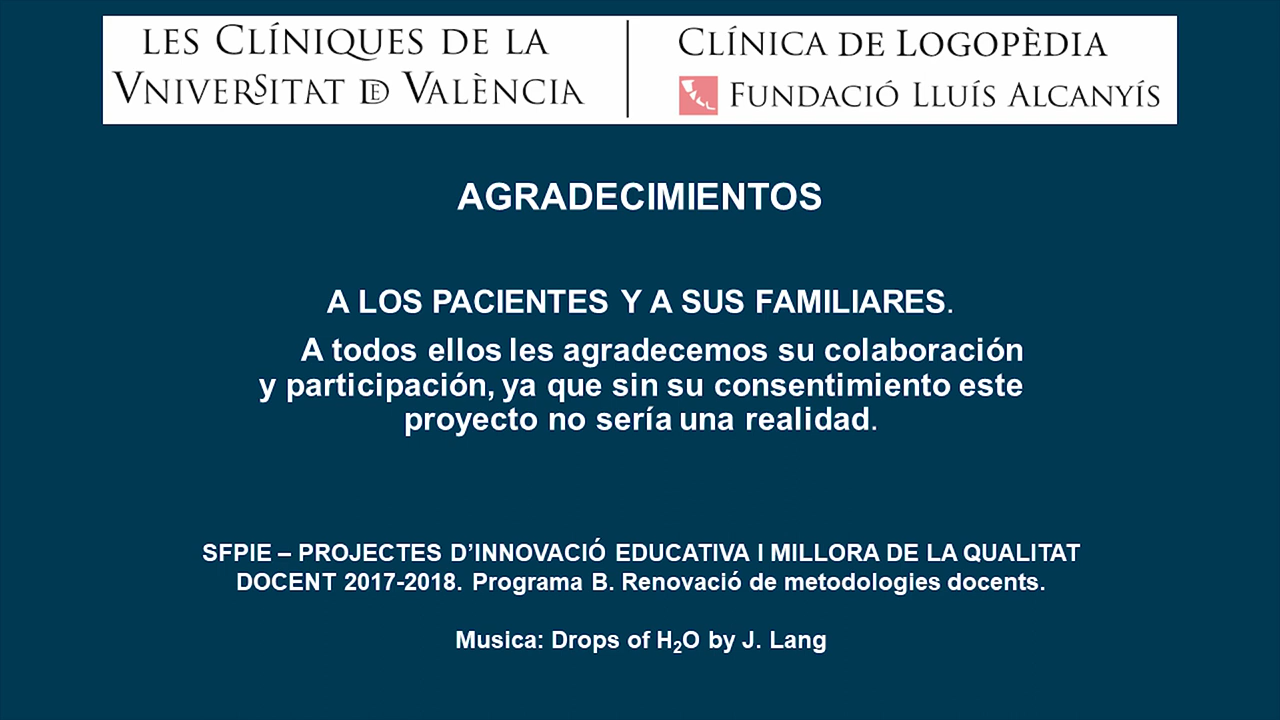 LES CLÍNIQUES DE LA
VNIVERSITAT DE VALÈNCIA
CLÍNICA DE LOGOPÈDIA
FUNDACIÓ LLUÍS ALCANYÍS
AGRADECIMIENTOS
A LOS PACIENTES Y A SUS FAMILIARES.
A todos ellos les agradecemos su colaboración
y participación, ya que sin su consentimiento este
proyecto no sería una realidad.
SFPIE – PROJECTES D’INNOVACIÓ EDUCATIVA I MILLORA DE LA QUALITAT
DOCENT 2017-2018. Programa B. Renovació de metodologies docents.
Musica: Drops of H₂O by J. Lang